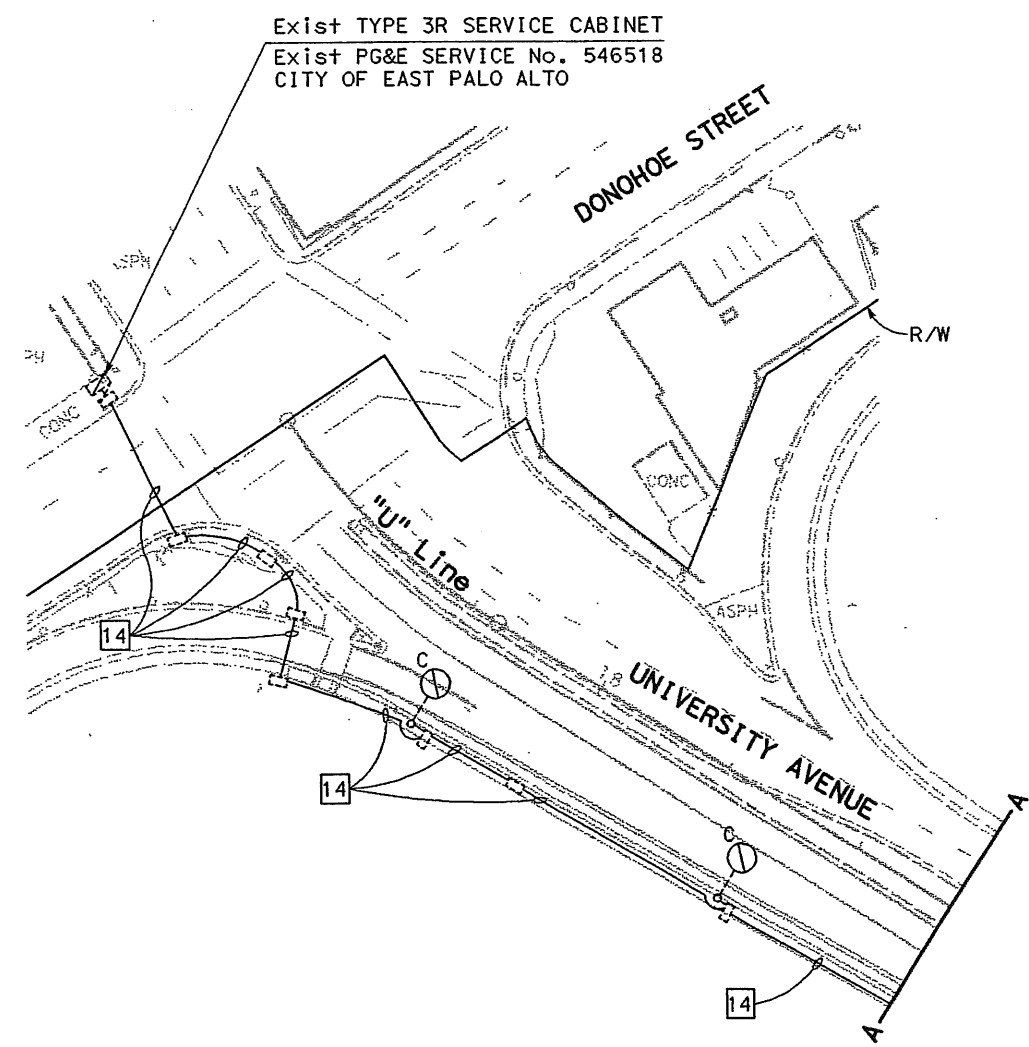 Exist TYPE 3R SERVICE CABINET
Exist PG&E SERVICE No. 546518
CITY OF EAST PALO ALTO
DONOHOE STREET
R/W
CONC
CONC
"U" Line
ASPH
14
C
18
UNIVERSITY AVENUE
14
C
A
14
A